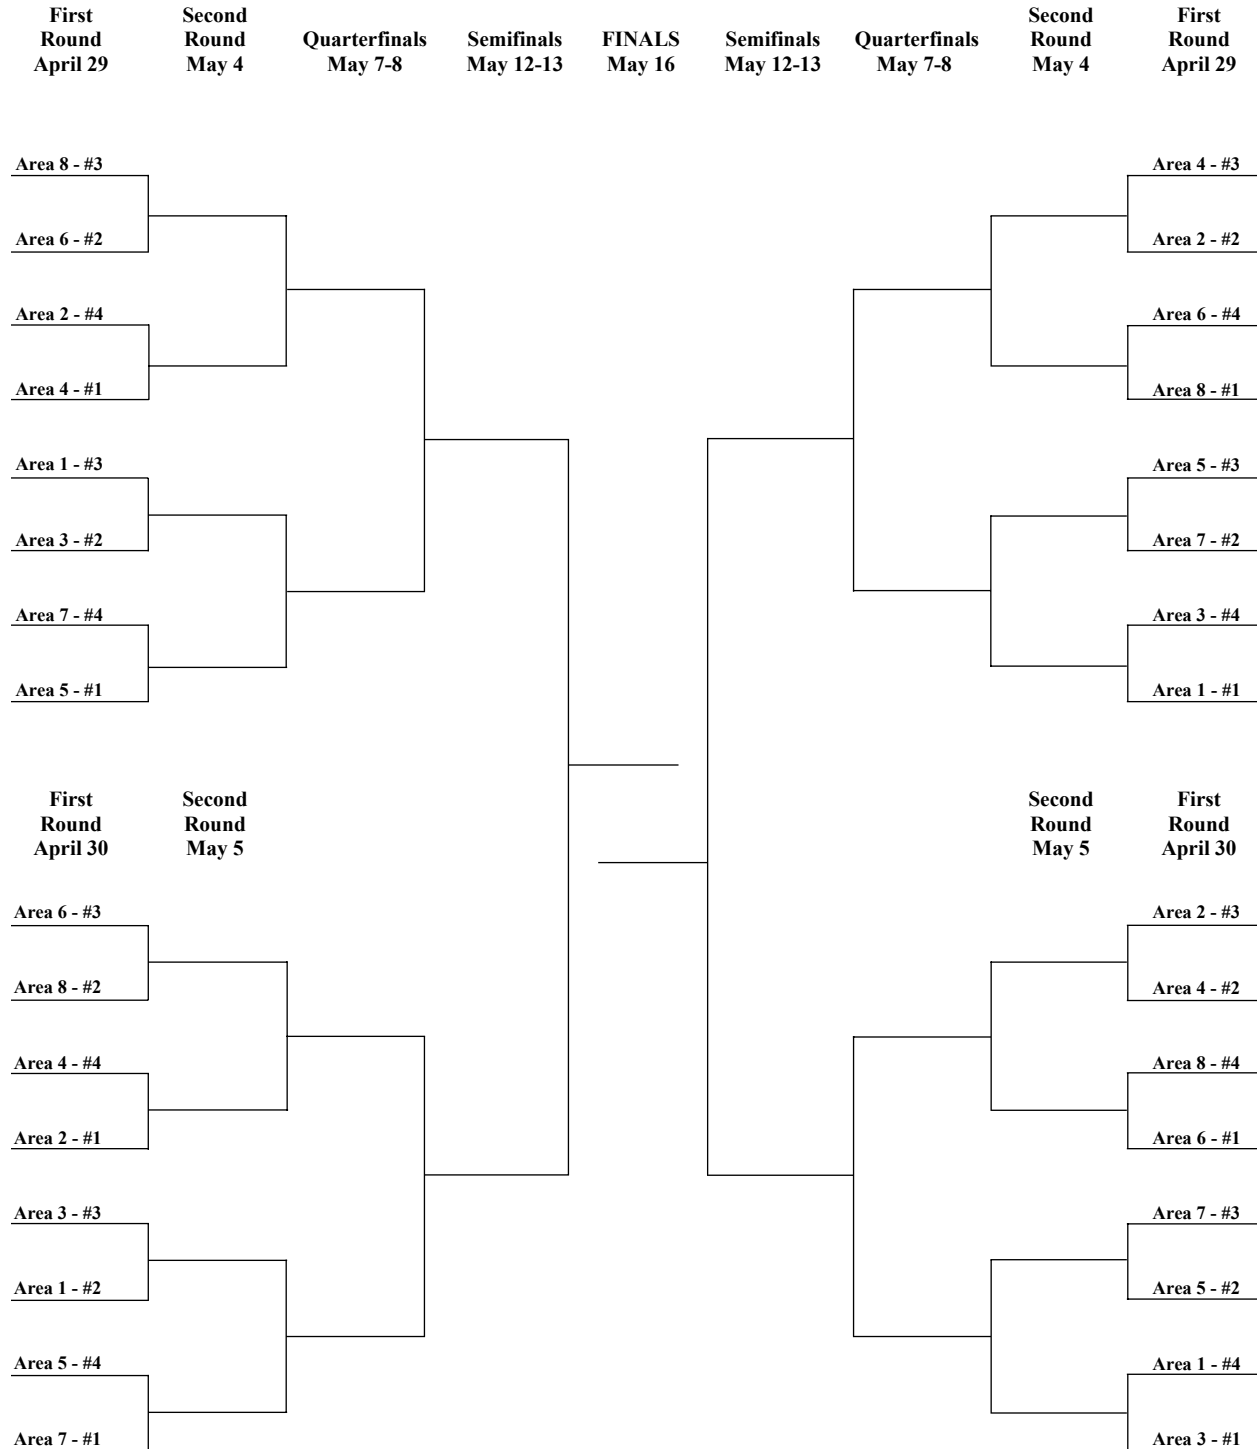 First Second Second First
Round Round Quarterfinals Semifinals FINALS Semifinals Quarterfinals Round Round
April 29 May 4 May 7-8 May 12-13 May 16 May 12-13 May 7-8 May 4 April 29
Area 8 - #3 Area 4 - #3
Area 6 - #2 Area 2 - #2
Area 2 - #4 Area 6 - #4
Area 4 - #1 Area 8 - #1
Area 1 - #3 Area 5 - #3
Area 3 - #2 Area 7 - #2
Area 7 - #4 Area 3 - #4
Area 5 - #1 Area 1 - #1
First Second Second First
Round Round Round Round
April 30 May 5 May 5 April 30
Area 6 - #3 Area 2 - #3
Area 8 - #2 Area 4 - #2
Area 4 - #4 Area 8 - #4
Area 2 - #1 Area 6 - #1
Area 3 - #3 Area 7 - #3
Area 1 - #2 Area 5 - #2
Area 5 - #4 Area 1 - #4
Area 7 - #1 Area 3 - #1